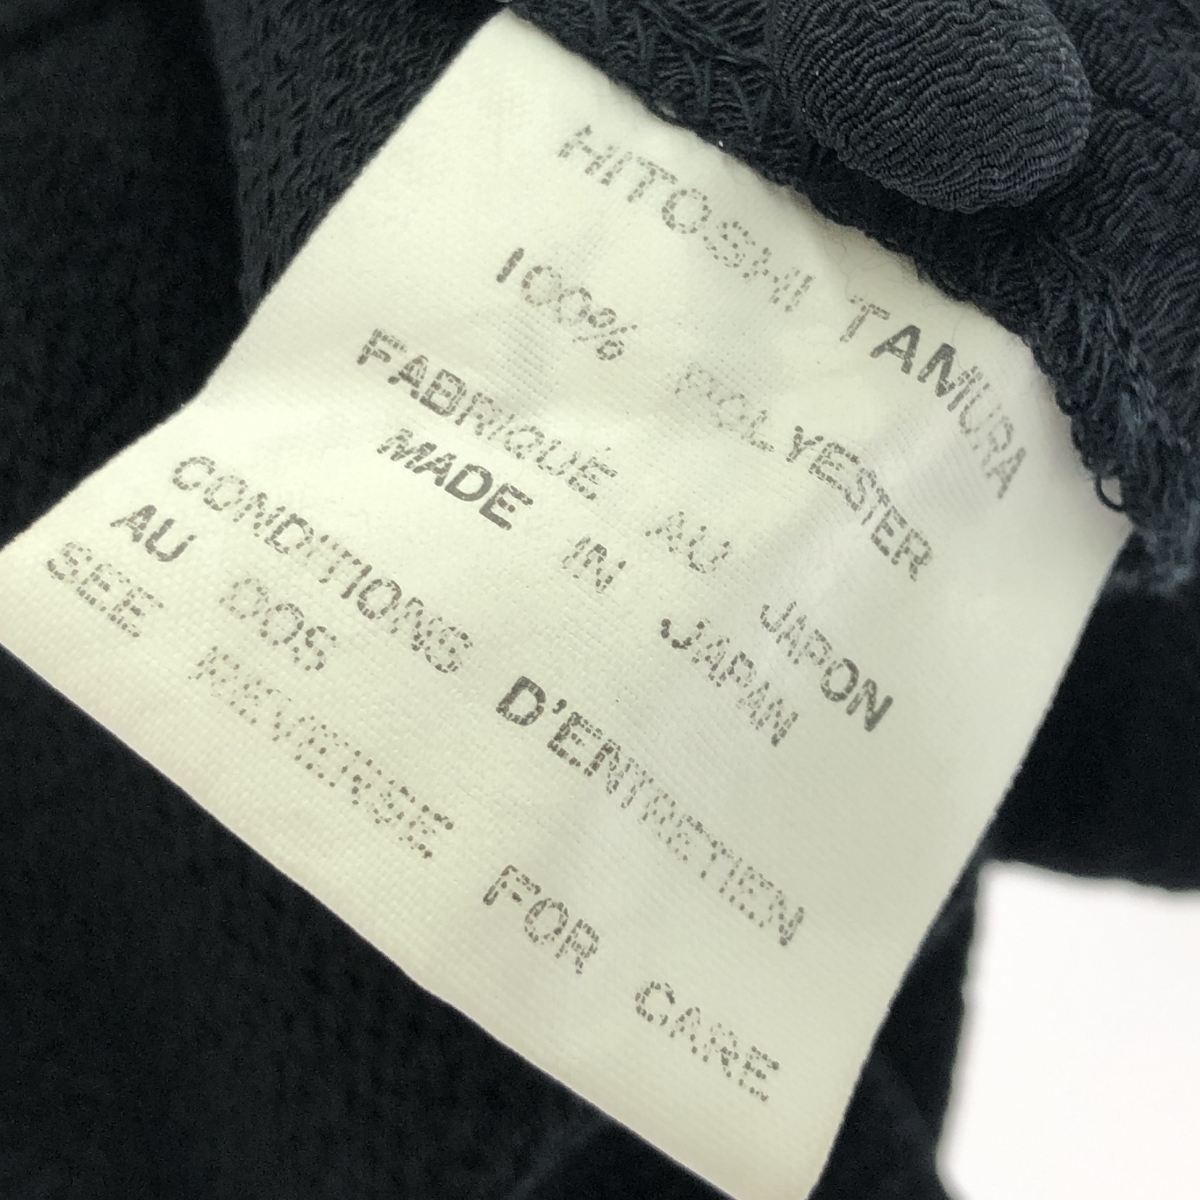 HITOSHI TAMURA
100% POLYESTER
FABRIQUÉ AU JAPON
MADE IN JAPAN
CONDITIONS D'ENTRETIEN
AU DOS
SEE REVERSE FOR CARE